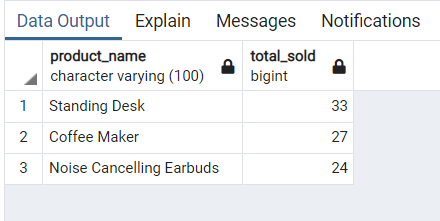 Data Output Explain Messages Notifications
product_name total_sold
character varying (100) bigint
1 Standing Desk 33
2 Coffee Maker 27
3 Noise Cancelling Earbuds 24